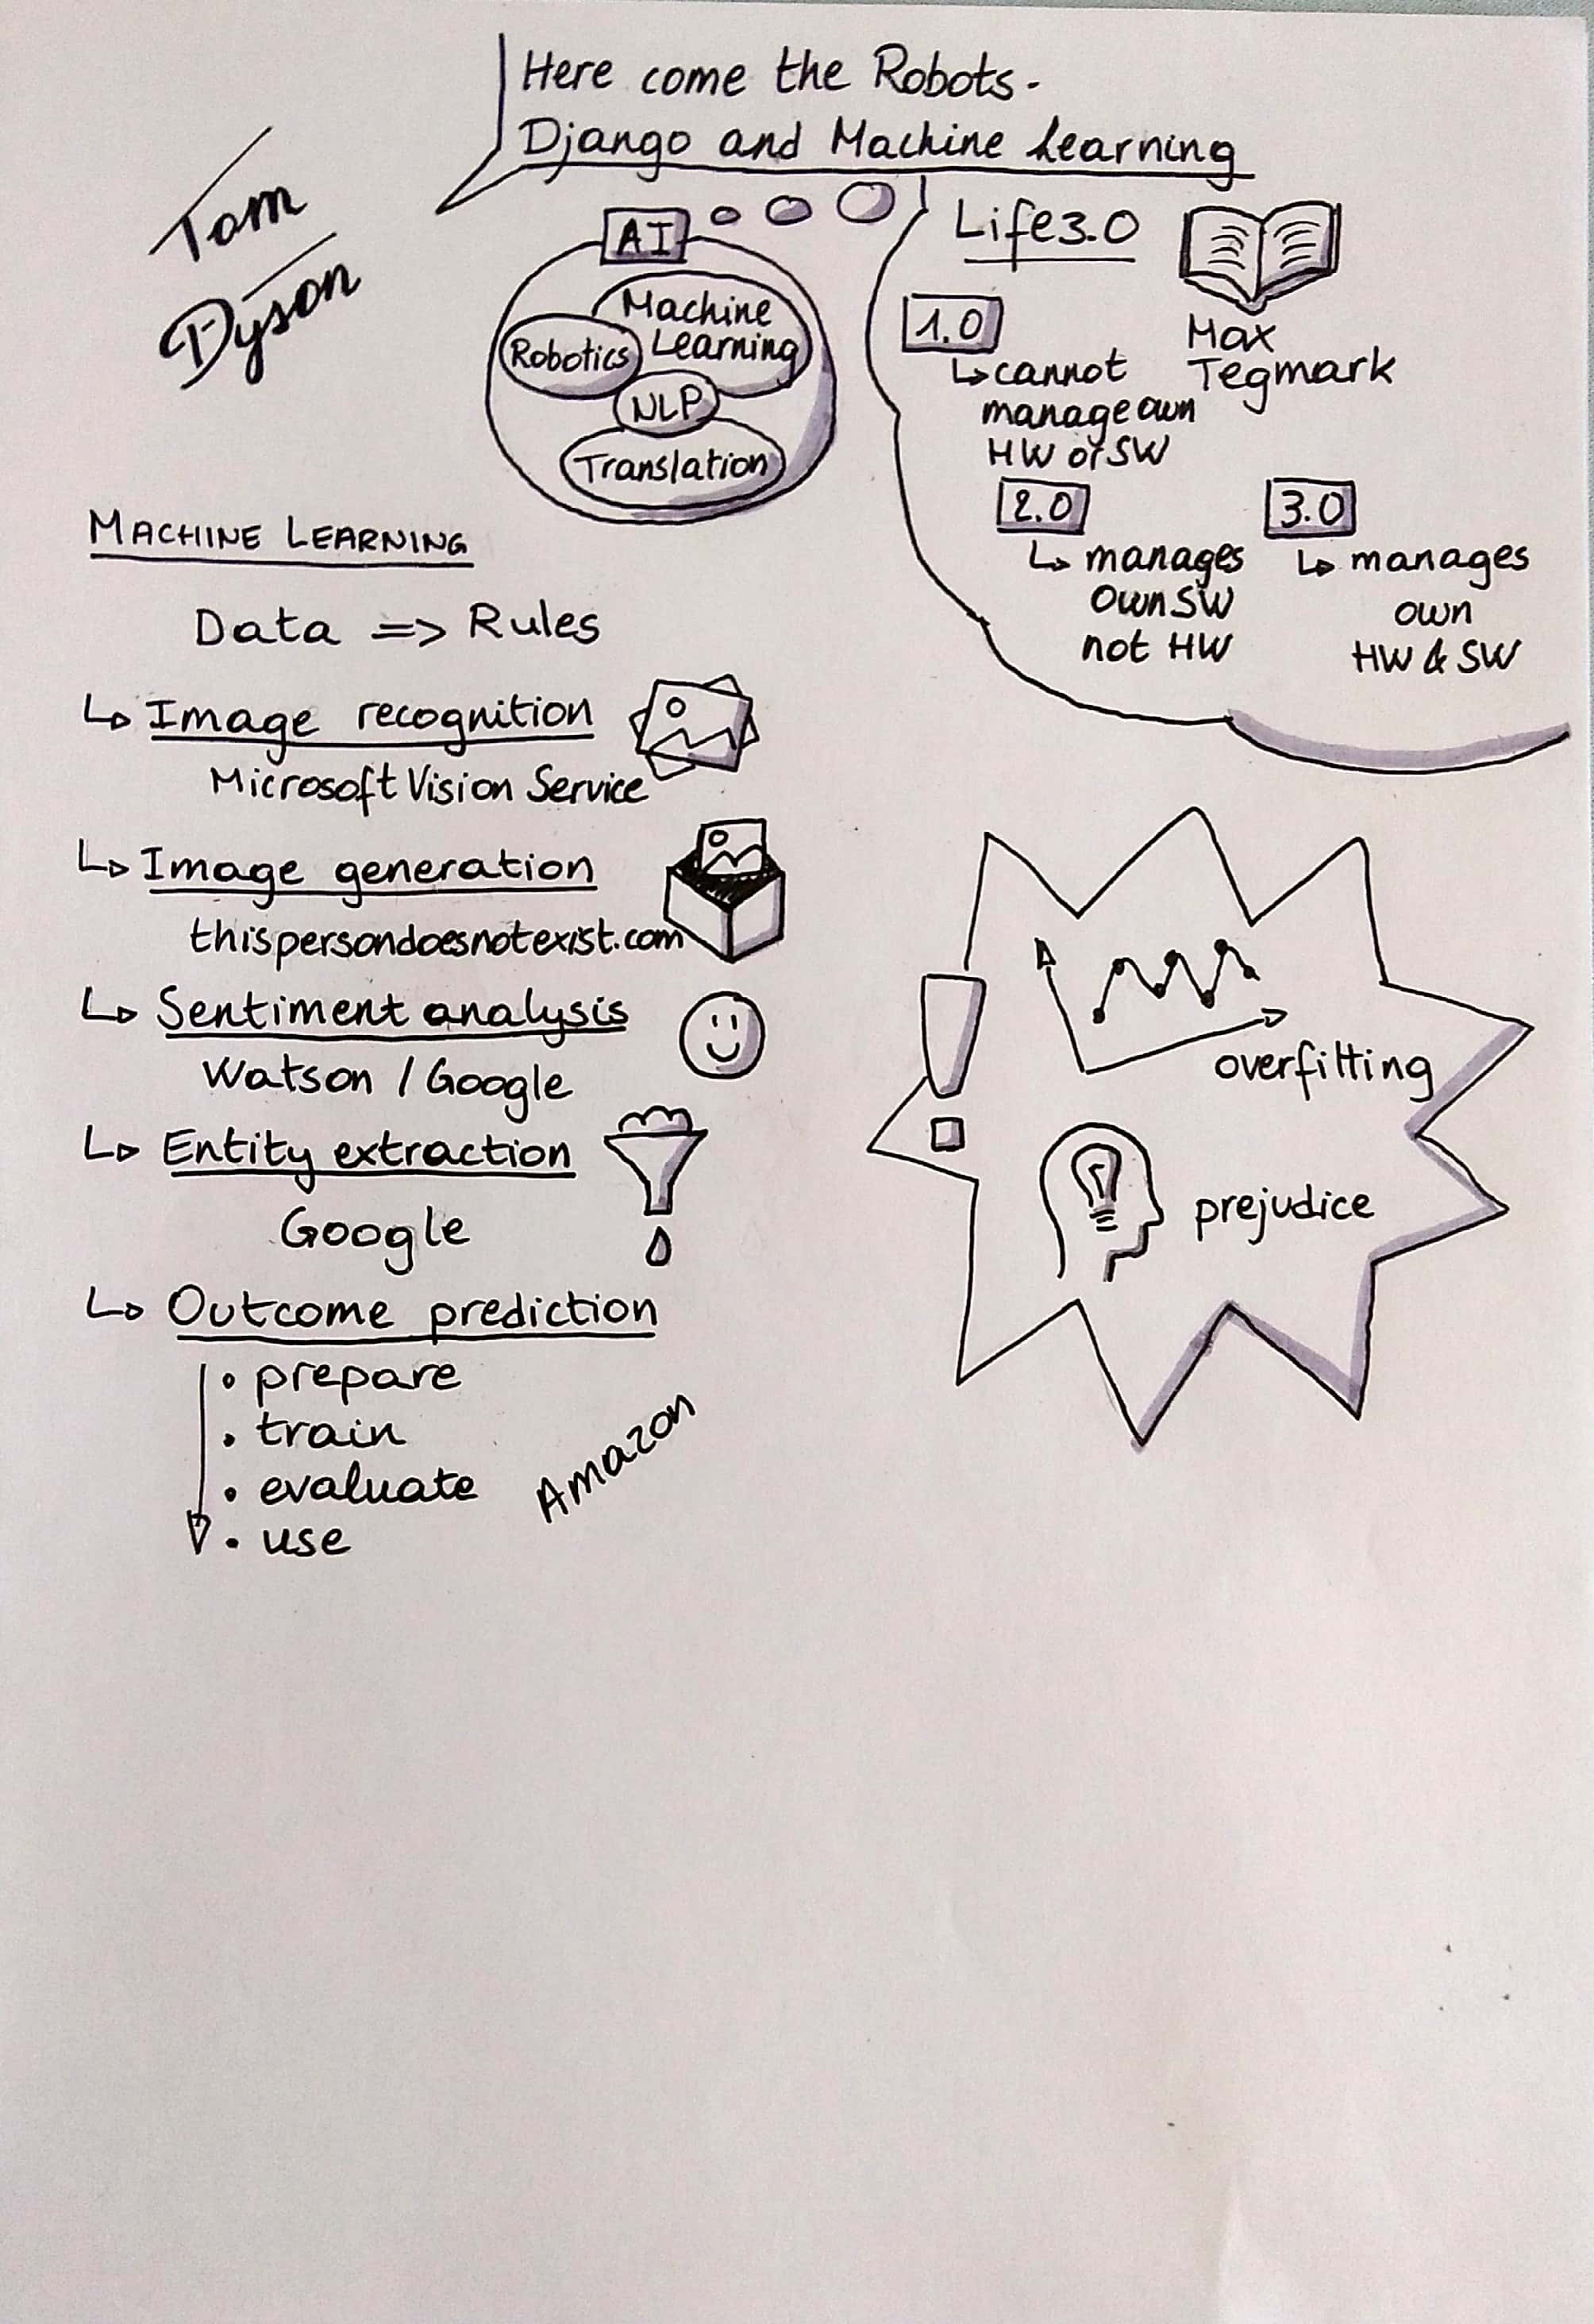 Here come the Robots -
Django and Machine Learning
Tom
Dyson
AI
Machine
Learning
Robotics
NLP
Translation
Life 3.0
Max
Tegmark
1.0
cannot
manage own
HW or SW
2.0
manages
own SW
not HW
3.0
manages
own
HW & SW
MACHINE LEARNING
Data => Rules
Image recognition
Microsoft Vision Service
Image generation
thispersondoesnotexist.com
Sentiment analysis
Watson / Google
Entity extraction
Google
Outcome prediction
• prepare
• train
• evaluate
• use
Amazon
!
overfitting
prejudice